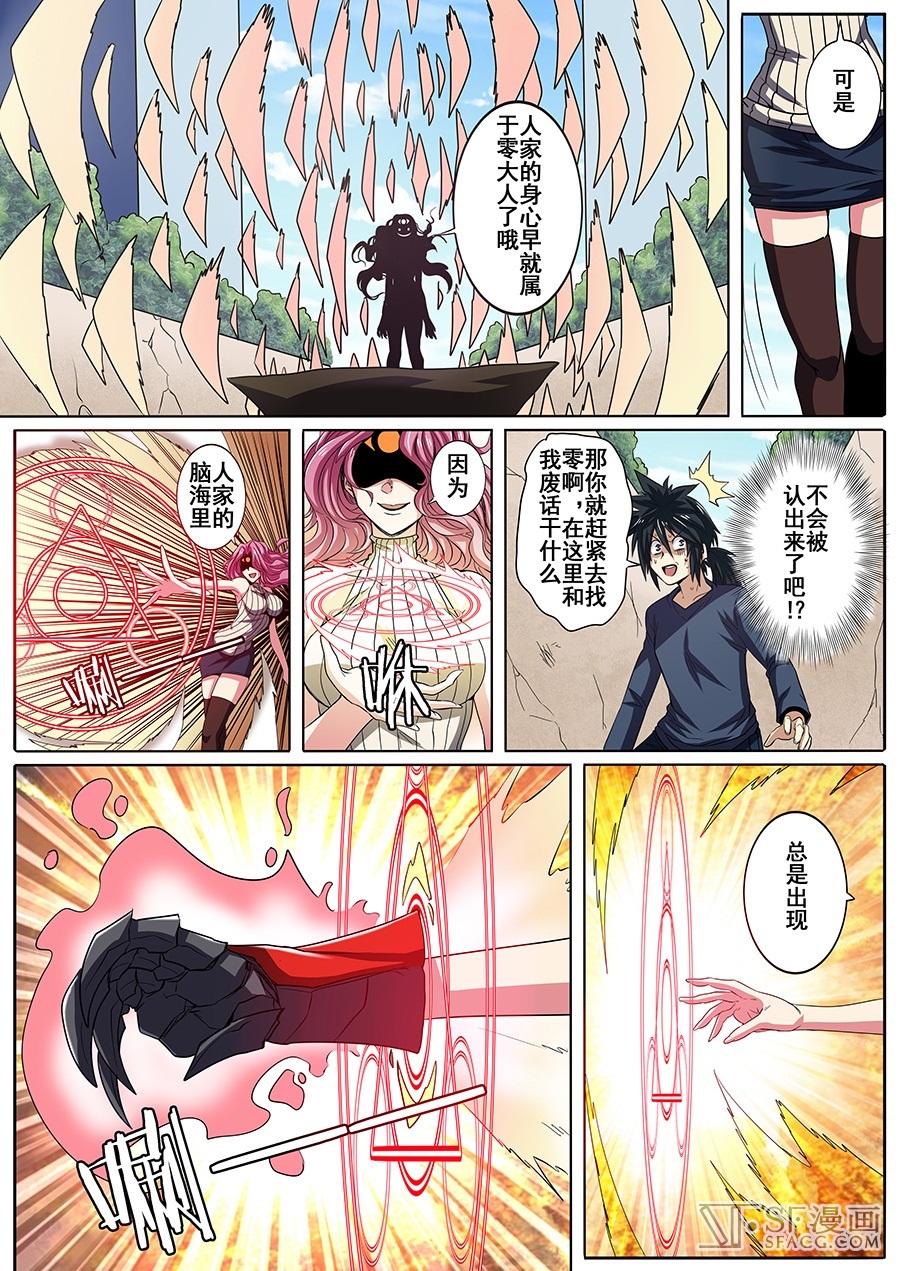 可是
人家的身心早就属
于零大人了哦
不会被
认出来了吧!?
那你就赶紧去找
零啊，在这里和
我废话干什么
因为
咻
人家的
脑海里
唰
总是出现
唰
SF漫画
SFACG.COM